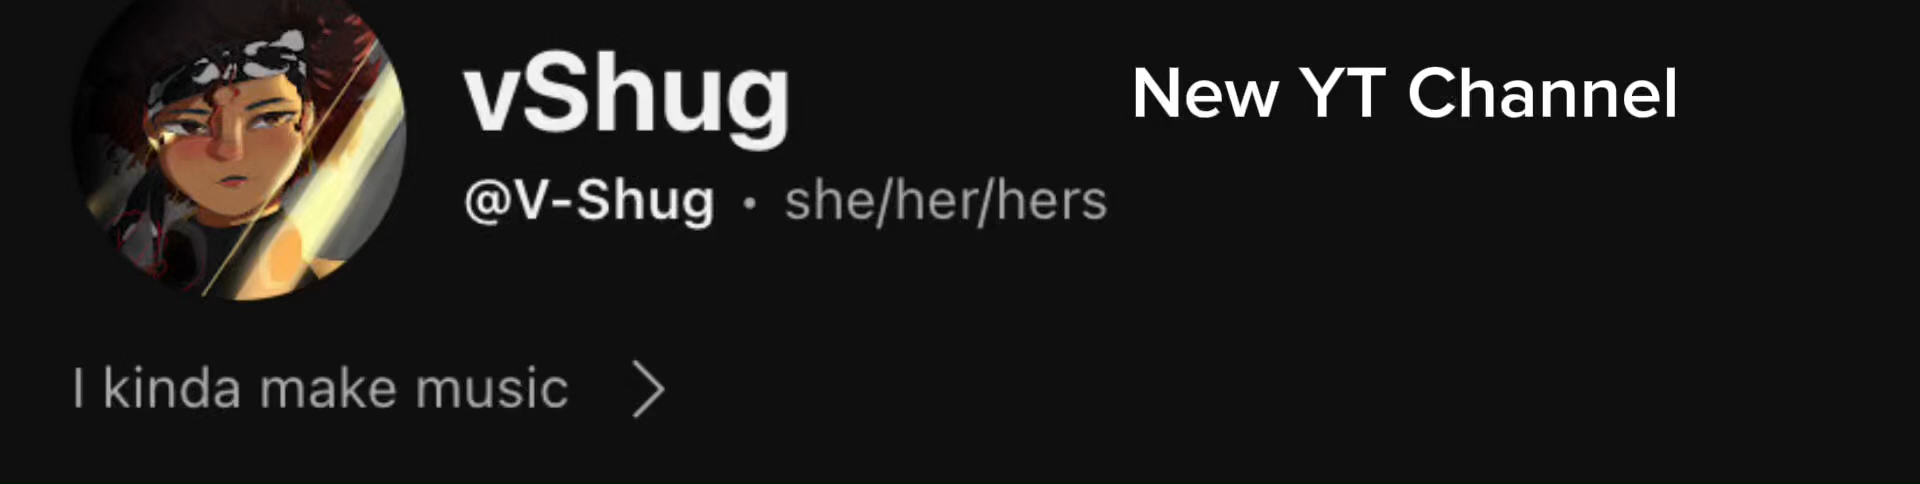 vShug
New YT Channel
@V-Shug • she/her/hers
I kinda make music >